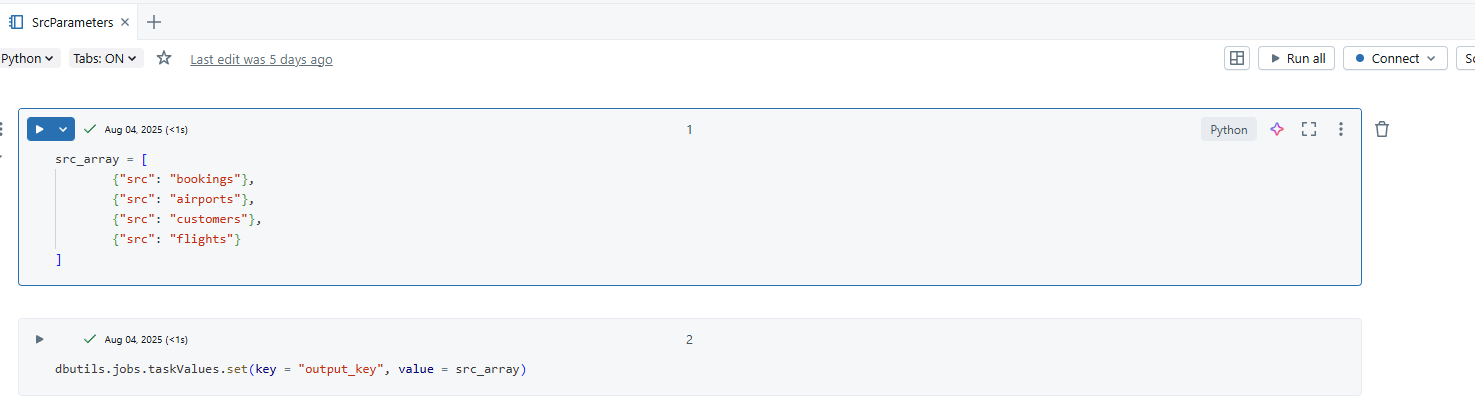 SrcParameters
Python Tabs: ON Last edit was 5 days ago Run all Connect Sc
Aug 04, 2025 (<1s) 1 Python
src_array = [
{"src": "bookings"},
{"src": "airports"},
{"src": "customers"},
{"src": "flights"}
]
Aug 04, 2025 (<1s) 2
dbutils.jobs.taskValues.set(key = "output_key", value = src_array)